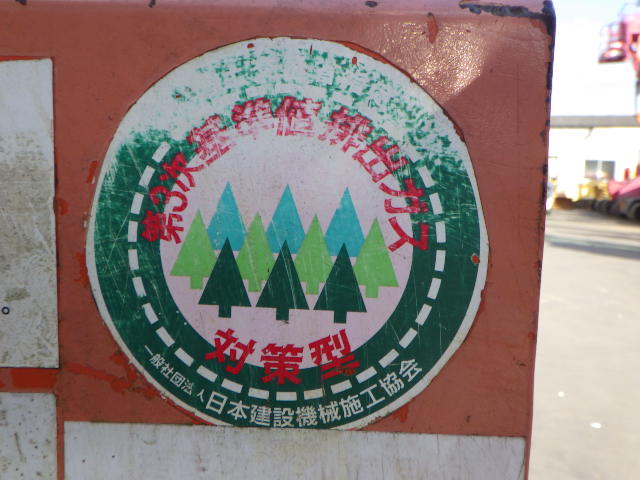 第3次基準値排出ガス
対策型
一般社団法人日本建設機械施工協会